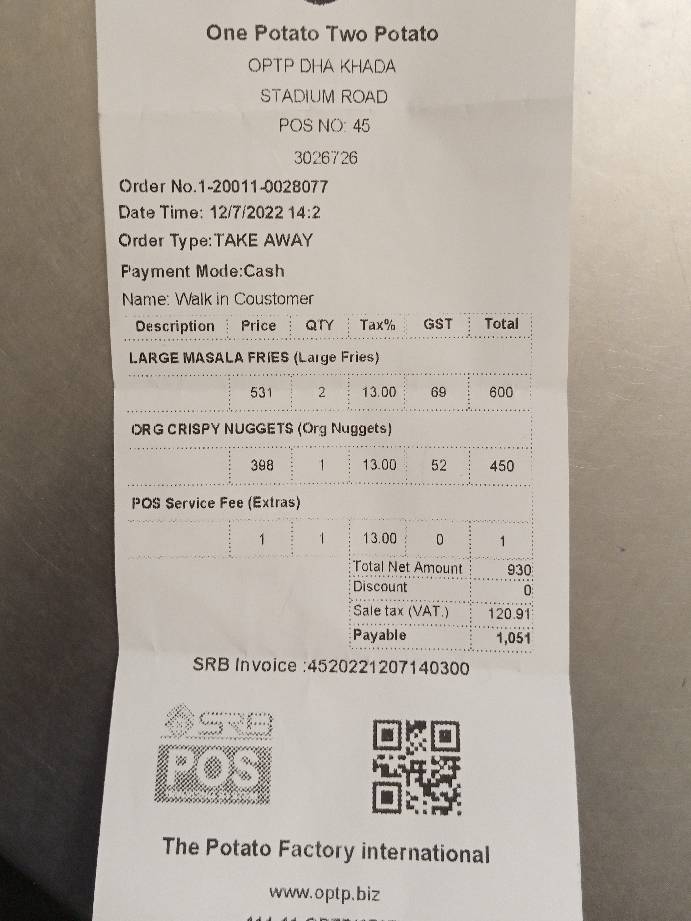 One Potato Two Potato
OPTP DHA KHADA
STADIUM ROAD
POS NO: 45
3026726
Order No.1-20011-0028077
Date Time: 12/7/2022 14:2
Order Type:TAKE AWAY
Payment Mode:Cash
Name: Walk in Coustomer
Description Price QTY Tax% GST Total
LARGE MASALA FRIES (Large Fries)
531 2 13.00 69 600
ORG CRISPY NUGGETS (Org Nuggets)
398 1 13.00 52 450
POS Service Fee (Extras)
1 1 13.00 0 1
Total Net Amount 930
Discount 0
Sale tax (VAT.) 120.91
Payable 1,051
SRB Invoice :4520221207140300
SRB
POS
The Potato Factory international
www.optp.biz